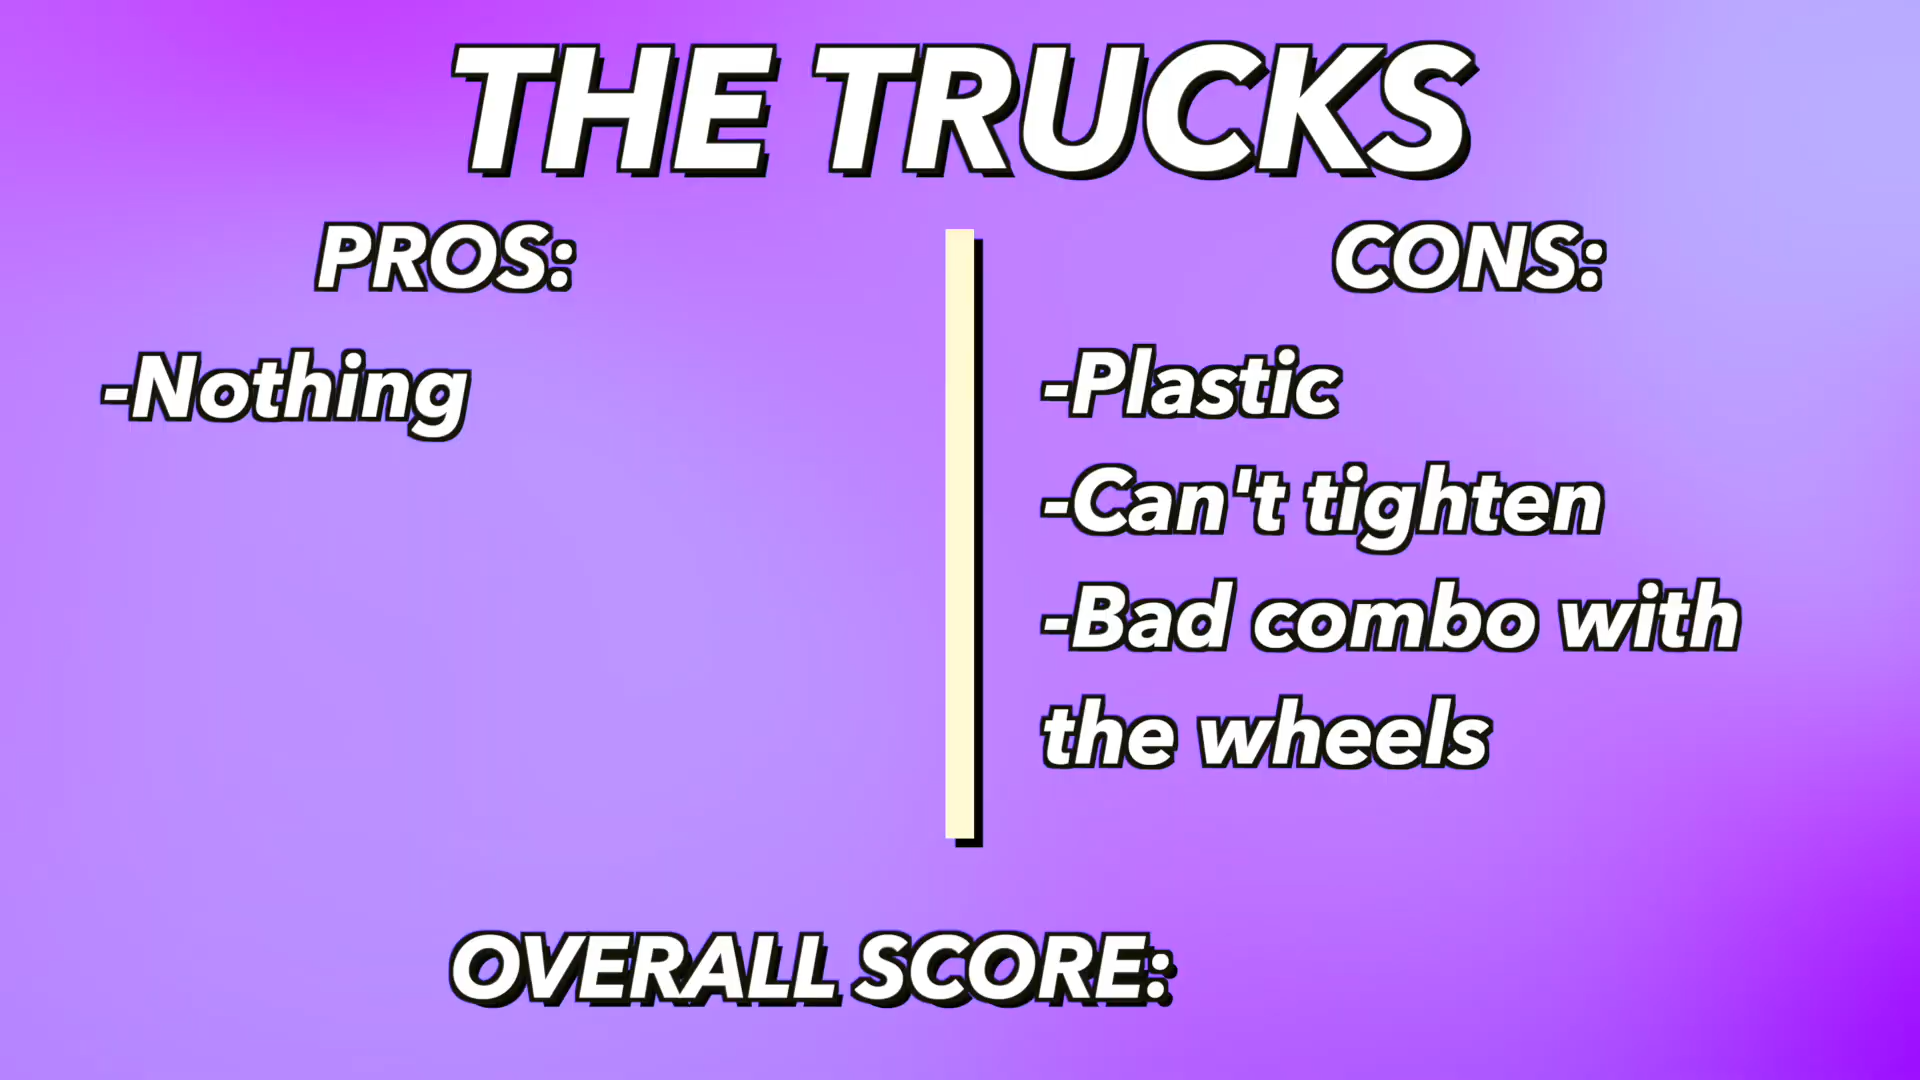 THE TRUCKS
PROS:
-Nothing
CONS:
-Plastic
-Can't tighten
-Bad combo with
the wheels
OVERALL SCORE: